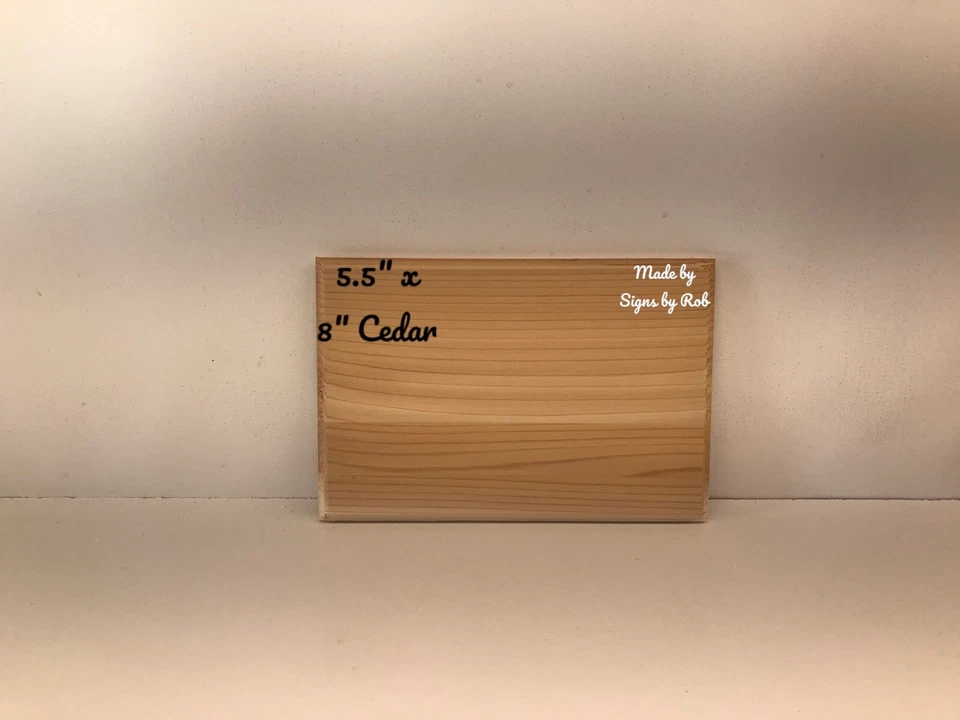 5.5" x
8" Cedar
Made by
Signs by Rob